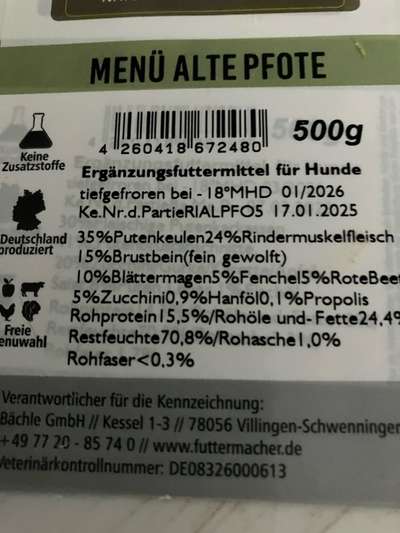 MENÜ ALTE PFOTE
4 260418 672480
500g
Keine
Zusatzstoffe
Ergänzungsfuttermittel für Hunde
tiefgefroren bei - 18°MHD 01/2026
Ke.Nr.d.PartieRIALPFO5 17.01.2025
Deutschland
produziert
35%Putenkeulen24%Rindermuskelfleisch
15%Brustbein(fein gewolft)
10%Blättermagen5%Fenchel5%RoteBeet
5%Zucchini0,9%Hanföl0,1%Propolis
Rohprotein15,5%/Rohöle und- Fette24,4%
Restfeuchte70,8%/Rohasche1,0%
Rohfaser<0,3%
Freie
enuwahl
Verantwortlicher für die Kennzeichnung:
Bächle GmbH // Kessel 1-3 // 78056 Villingen-Schwenningen
+49 77 20 - 85 74 0 // www.futtermacher.de
Veterinärkontrollnummer: DE08326000613